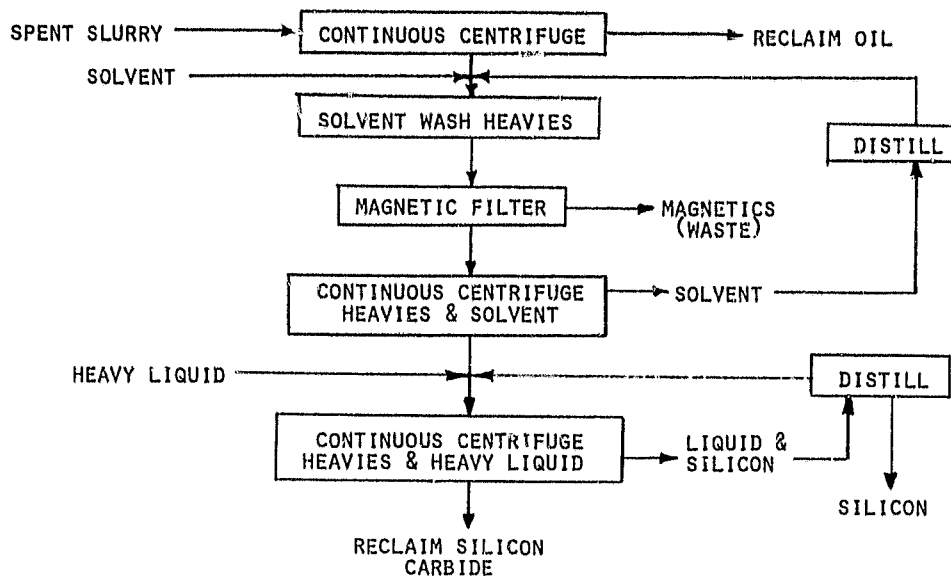 SPENT SLURRY
CONTINUOUS CENTRIFUGE
RECLAIM OIL
SOLVENT
SOLVENT WASH HEAVIES
DISTILL
MAGNETIC FILTER
MAGNETICS
(WASTE)
CONTINUOUS CENTRIFUGE
HEAVIES & SOLVENT
SOLVENT
HEAVY LIQUID
DISTILL
CONTINUOUS CENTRIFUGE
HEAVIES & HEAVY LIQUID
LIQUID &
SILICON
SILICON
RECLAIM SILICON
CARBIDE